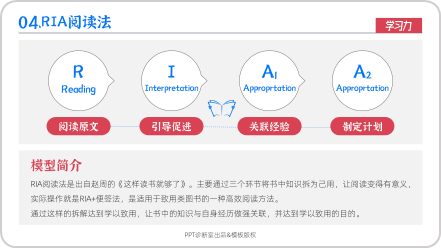 04.RIA阅读法
学习力
R
Reading
I
Interpretation
A1
Approprtation
A2
Approprtation
阅读原文
引导促进
关联经验
制定计划
模型简介
RIA阅读法是出自赵周的《这样读书就够了》。主要通过三个环节将书中知识拆为己用，让阅读变得有意义，
实际操作就是RIA+便签法，是适用于致用类图书的一种高效阅读方法。
通过这样的拆解达到学以致用，让书中的知识与自身经历做强关联，并达到学以致用的目的。
PPT@新室出品&模板版权